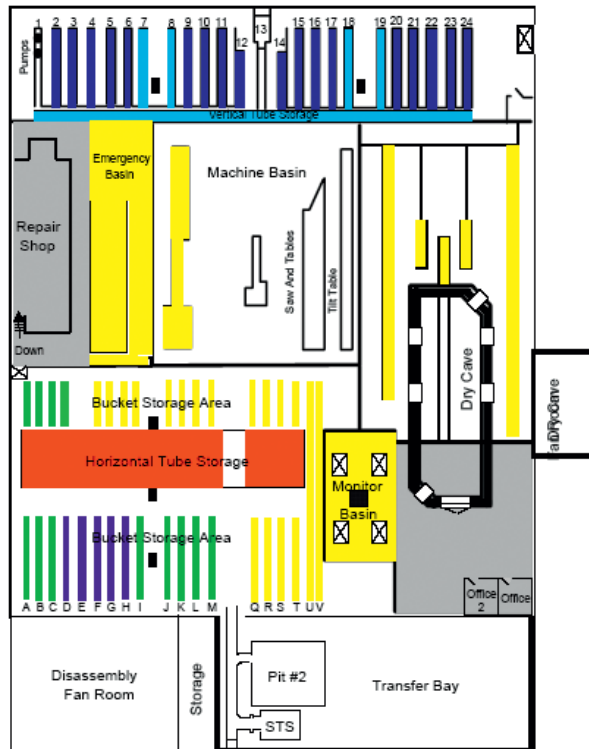 1 2 3 4 5 6 7 8 9 10 11 12 13 14 15 16 17 18 19 20 21 22 23 24
Pumps
Vertical Tube Storage
Emergency
Basin
Machine Basin
Repair
Shop
Down
Saw And Tables
Tilt Table
Dry Cave
Dry Cave
Bucket Storage Area
Horizontal Tube Storage
Monitor
Basin
Bucket Storage Area
A B C D E F G H I J K L M Q R S T U V
Office
2
Office
Disassembly
Fan Room
Storage
Pit #2
STS
Transfer Bay